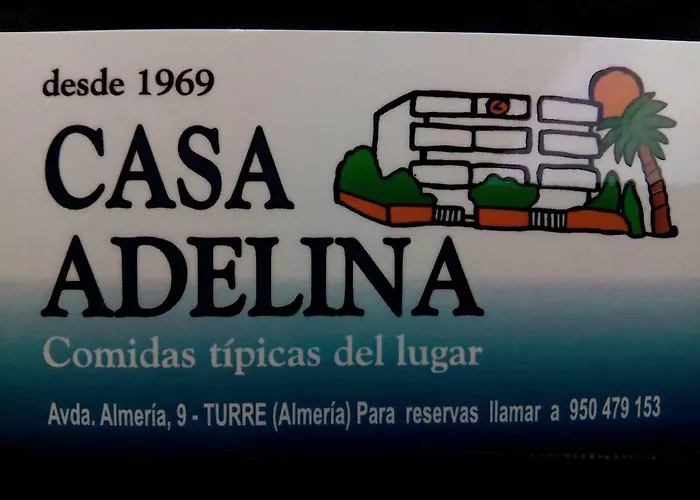 desde 1969
CASA
ADELINA
Comidas típicas del lugar
Avda. Almería, 9 - TURRE (Almería) Para reservas llamar a 950 479 153